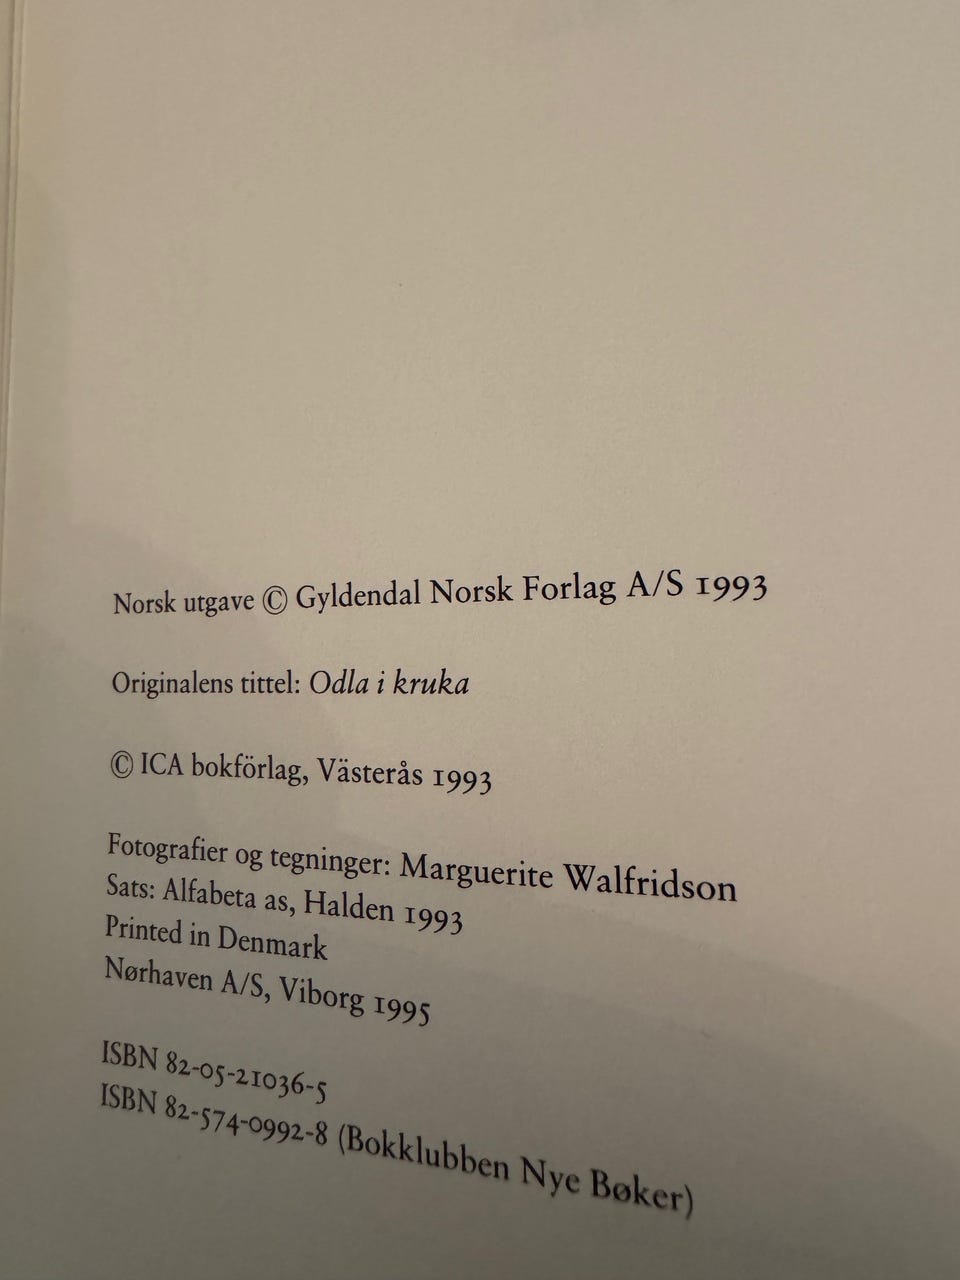 Norsk utgave © Gyldendal Norsk Forlag A/S 1993
Originalens tittel: Odla i kruka
© ICA bokförlag, Västerås 1993
Fotografier og tegninger: Marguerite Walfridson
Sats: Alfabeta as, Halden 1993
Printed in Denmark
Nørhaven A/S, Viborg 1995
ISBN 82-05-21036-5
ISBN 82-574-0992-8 (Bokklubben Nye Bøker)